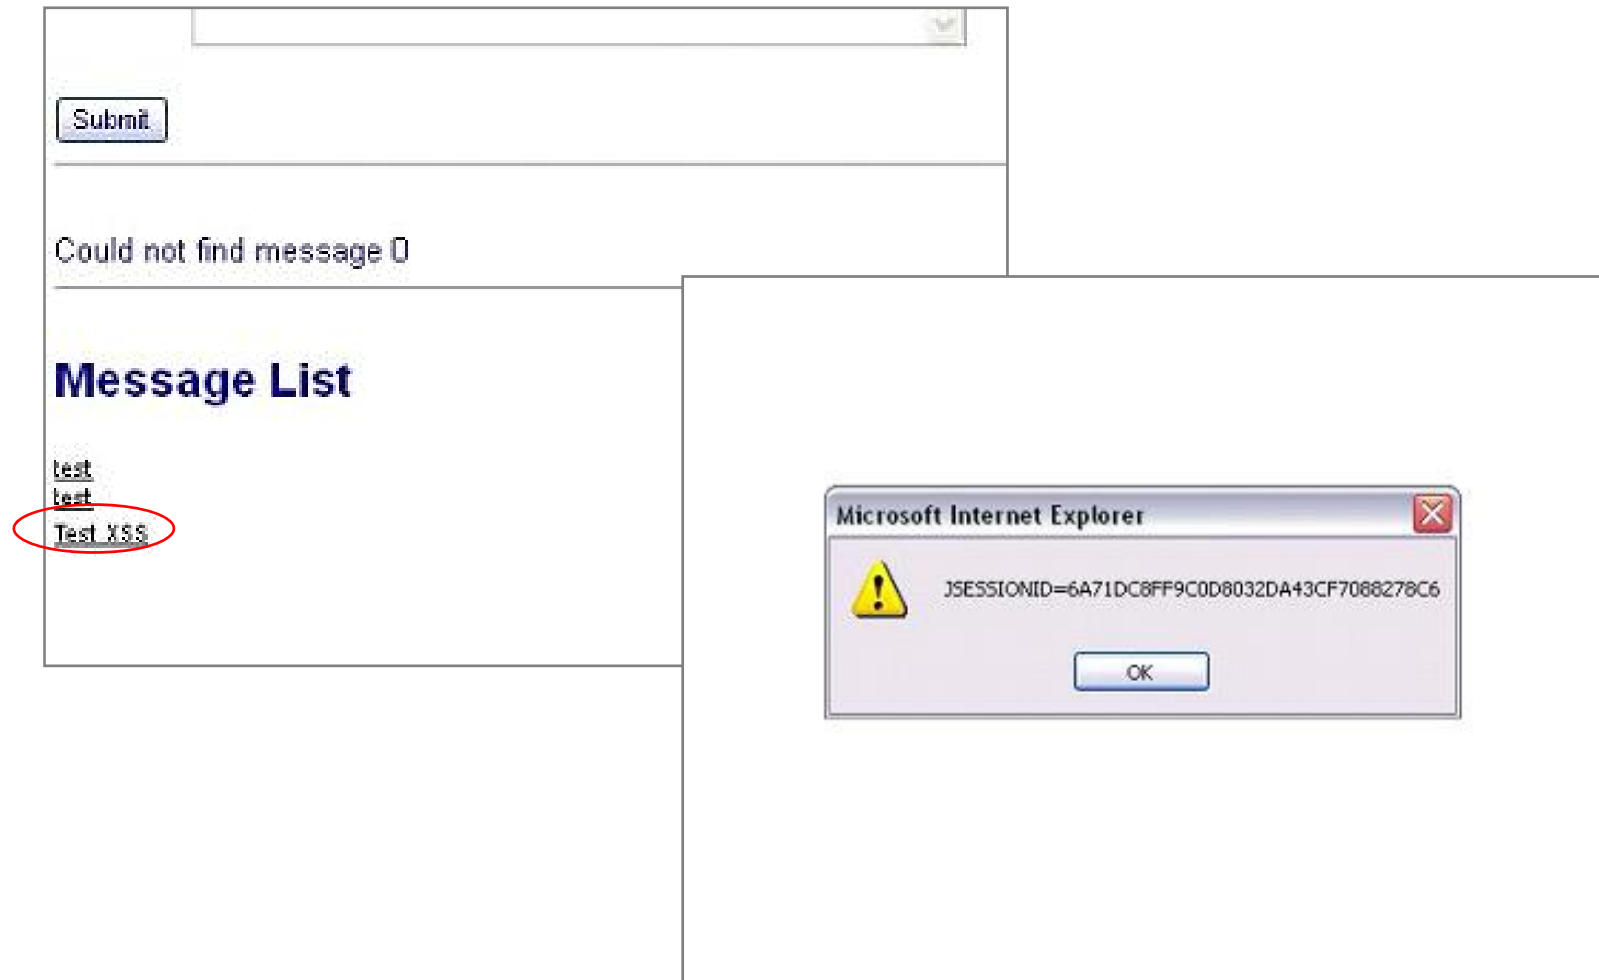 Submit
Could not find message 0
Message List
test
test
Test XSS
Microsoft Internet Explorer
JSESSIONID=6A71DC8FF9C0D8032DA43CF7088278C6
OK